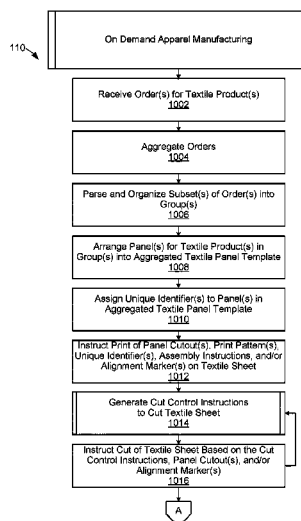 On Demand Apparel Manufacturing
110
Receive Order(s) for Textile Product(s)
1002
Aggregate Orders
1004
Parse and Organize Subset(s) of Order(s) into
Group(s)
1006
Arrange Panel(s) for Textile Product(s) in
Group(s) into Aggregated Textile Panel
Template
1008
Assign Unique Identifier(s) to Panel(s) in
Aggregated Textile Panel Template
1010
Instruct Print of Panel Cutout(s), Print Pattern(s),
Unique Identifier(s), Assembly Instructions, and/or
Alignment Marker(s) on Textile Sheet
1012
Generate Cut Control Instructions
to Cut Textile Sheet
1014
Instruct Cut of Textile Sheet Based on the Cut
Control Instructions, Panel Cutout(s), and/or
Alignment Marker(s)
1016
A